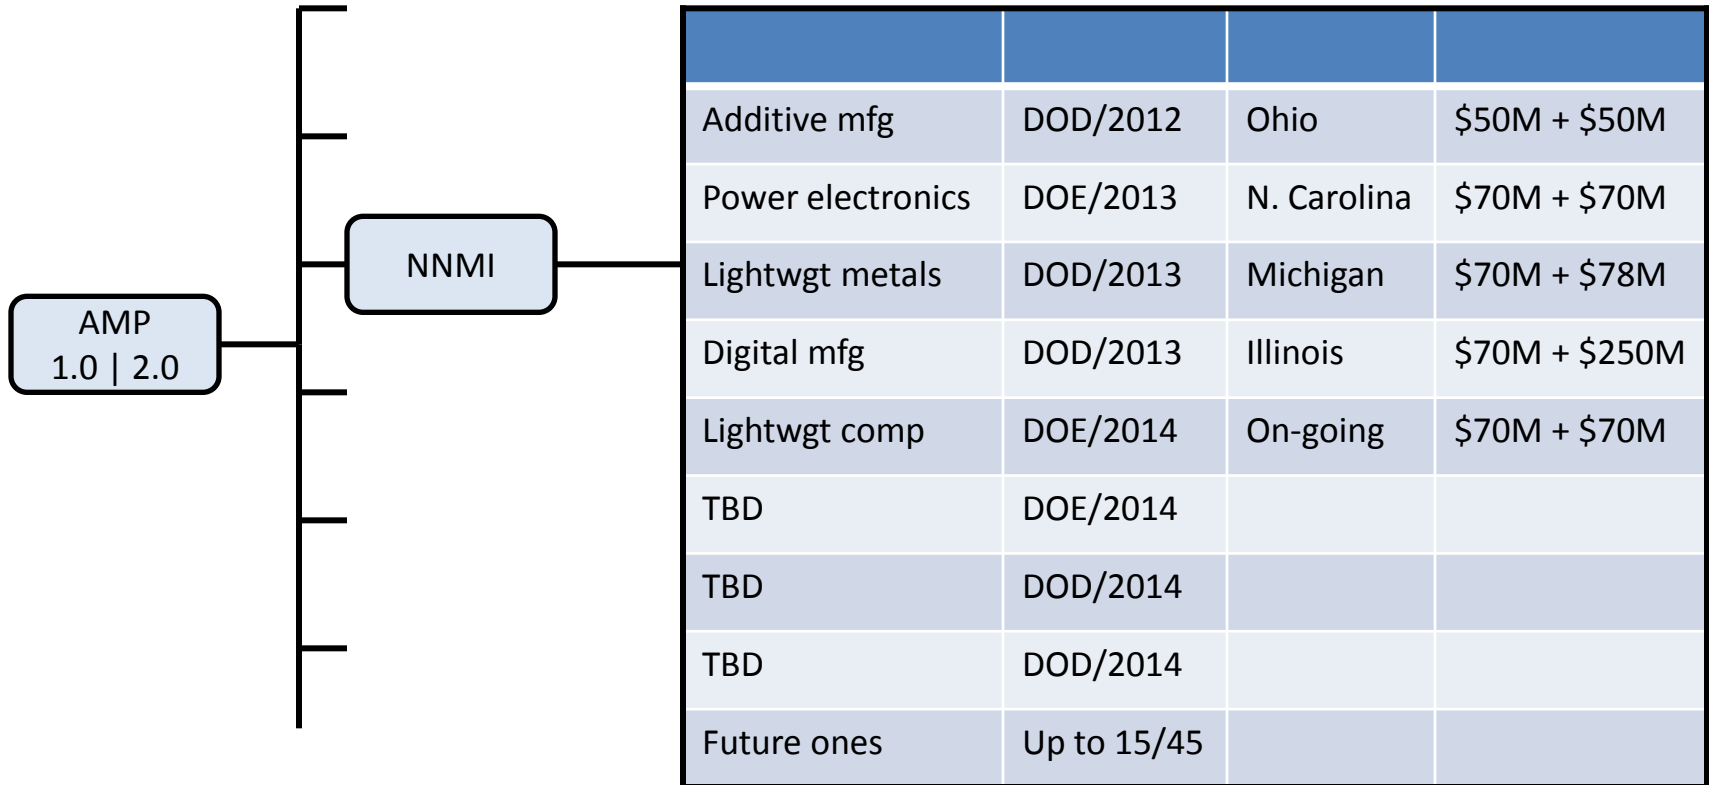 AMP
1.0 | 2.0
NNMI
Additive mfg DOD/2012 Ohio $50M + $50M
Power electronics DOE/2013 N. Carolina $70M + $70M
Lightwgt metals DOD/2013 Michigan $70M + $78M
Digital mfg DOD/2013 Illinois $70M + $250M
Lightwgt comp DOE/2014 On-going $70M + $70M
TBD DOE/2014
TBD DOD/2014
TBD DOD/2014
Future ones Up to 15/45